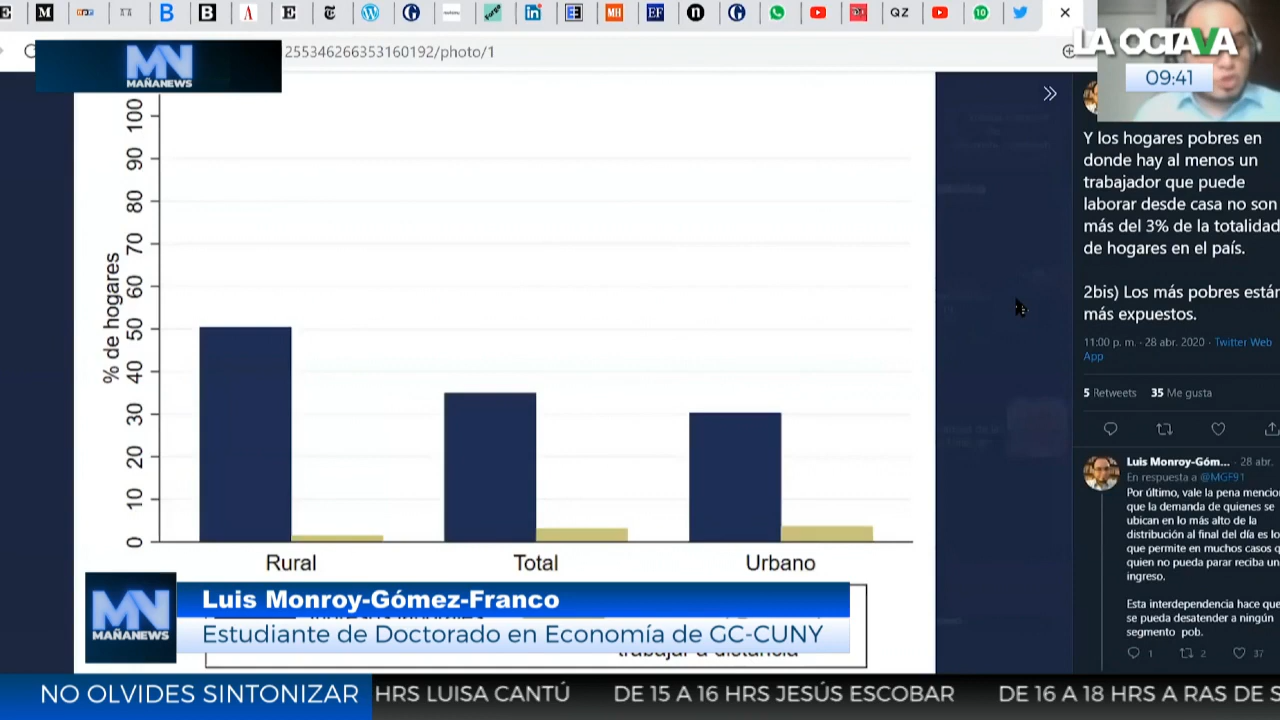 255346266353160192/photo/1
MN
MAÑANEWS
LA OCTAVA
09:41
% de hogares
100
90
80
70
60
50
40
30
20
10
0
Rural
Total
Urbano
Y los hogares pobres en
donde hay al menos un
trabajador que puede
laborar desde casa no son
más del 3% de la totalidad
de hogares en el país.
2bis) Los más pobres están
más expuestos.
11:00 p. m. · 28 abr. 2020 · Twitter Web
App
5 Retweets 35 Me gusta
Luis Monroy-Góm... · 28 abr.
En respuesta a @MGF91
Por último, vale la pena mencio
que la demanda de quienes se
ubican en lo más alto de la
distribución al final del día es lo
que permite en muchos casos q
quien no pueda parar reciba un
ingreso.
Esta interdependencia hace que
se pueda desatender a ningún
segmento pob.
1 2 37
MN
MAÑANEWS
Luis Monroy-Gómez-Franco
Estudiante de Doctorado en Economía de GC-CUNY
trabajar a distancia
NO OLVIDES SINTONIZAR HRS LUISA CANTÚ DE 15 A 16 HRS JESÚS ESCOBAR DE 16 A 18 HRS A RAS DE S